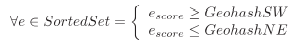 ∀e ∈ SortedSet = { e_score ≥ GeohashSW
e_score ≤ GeohashNE